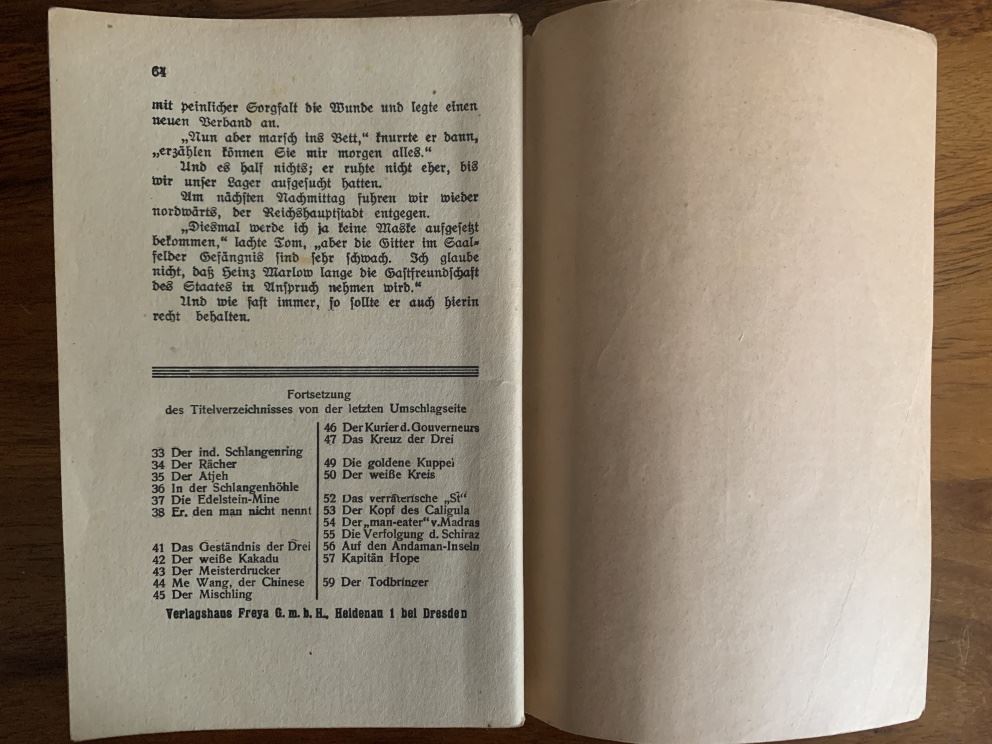 64
mit peinlicher Sorgfalt die Wunde und legte einen
neuen Verband an.
„Nun aber marsch ins Bett,“ knurrte er dann,
„erzählen können Sie mir morgen alles.“
Und es half nichts; er ruhte nicht eher, bis
wir unser Lager aufgesucht hatten.
Am nächsten Nachmittag fuhren wir wieder
nordwärts, der Reichshauptstadt entgegen.
„Diesmal werde ich ja keine Maske aufgesetzt
bekommen,“ lachte Tom, „aber die Gitter im Saal-
felder Gefängnis sind sehr schwach. Ich glaube
nicht, daß Heinz Marlow lange die Gastfreundschaft
des Staates in Anspruch nehmen wird.“
Und wie fast immer, so sollte er auch hierin
recht behalten.
Fortsetzung
des Titelverzeichnisses von der letzten Umschlagseite
33 Der ind. Schlangenring
34 Der Rächer
35 Der Atjeh
36 In der Schlangenhöhle
37 Die Edelstein-Mine
38 Er. den man nicht nennt
41 Das Geständnis der Drei
42 Der weiße Kakadu
43 Der Meisterdrucker
44 Me Wang, der Chinese
45 Der Mischling
46 Der Kurier d. Gouverneurs
47 Das Kreuz der Drei
49 Die goldene Kuppel
50 Der weiße Kreis
52 Das verräterische „Si“
53 Der Kopf des Caligula
54 Der „man-eater“ v. Madras
55 Die Verfolgung d. Schiraz
56 Auf den Andaman-Inseln
57 Kapitän Hope
59 Der Todbringer
Verlagshaus Freya G. m. b. H., Heidenau 1 bei Dresden